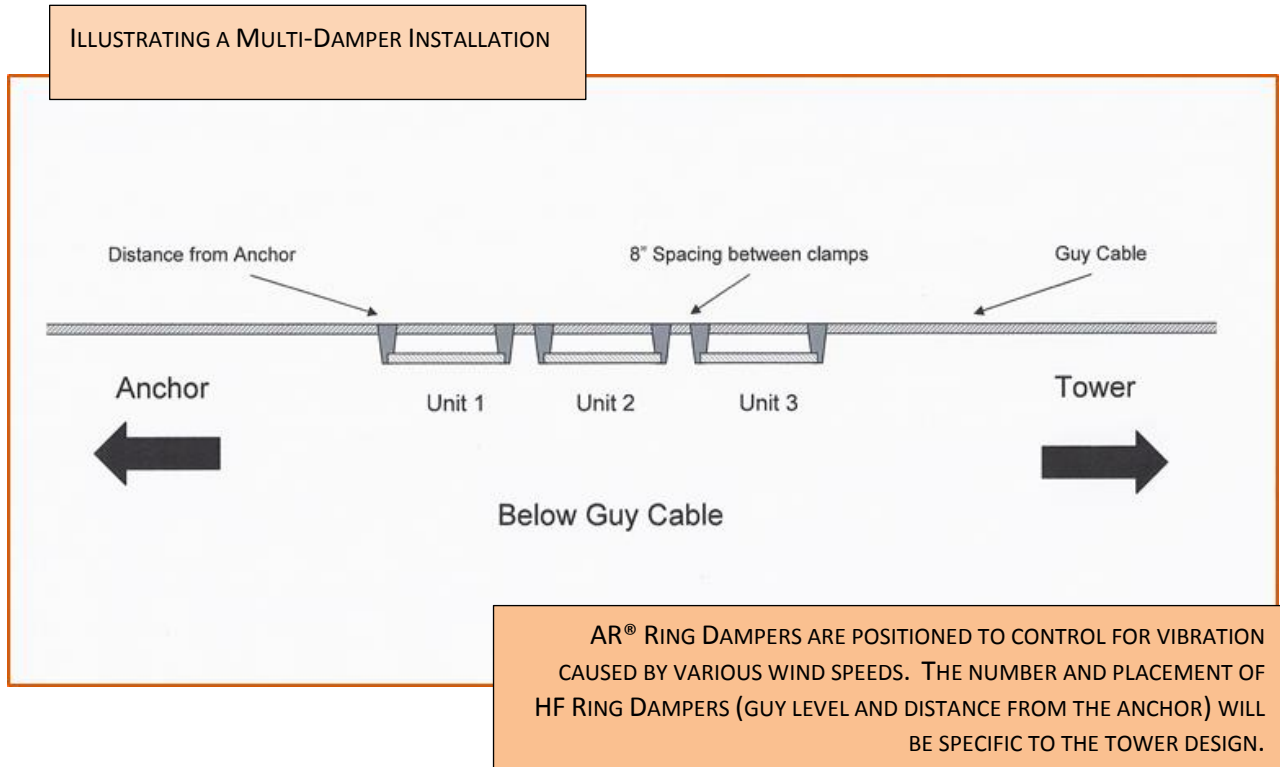 ILLUSTRATING A MULTI-DAMPER INSTALLATION
Distance from Anchor
8" Spacing between clamps
Guy Cable
Anchor
Unit 1
Unit 2
Unit 3
Tower
Below Guy Cable
AR® RING DAMPERS ARE POSITIONED TO CONTROL FOR VIBRATION
CAUSED BY VARIOUS WIND SPEEDS. THE NUMBER AND PLACEMENT OF
HF RING DAMPERS (GUY LEVEL AND DISTANCE FROM THE ANCHOR) WILL
BE SPECIFIC TO THE TOWER DESIGN.